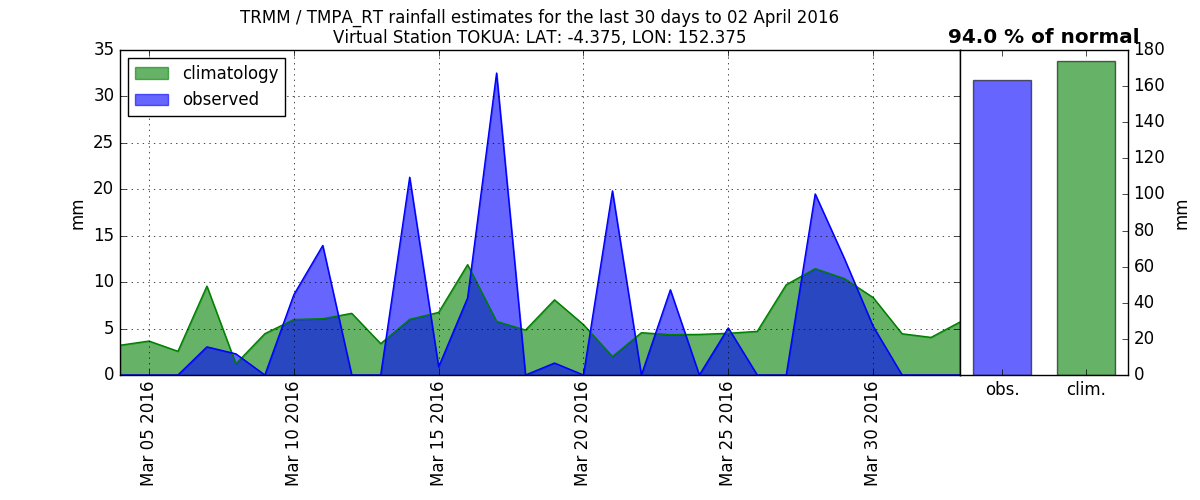 TRMM / TMPA_RT rainfall estimates for the last 30 days to 02 April 2016
Virtual Station TOKUA: LAT: -4.375, LON: 152.375
94.0 % of normal
climatology
observed
35
30
25
20
15
10
5
0
mm
Mar 05 2016
Mar 10 2016
Mar 15 2016
Mar 20 2016
Mar 25 2016
Mar 30 2016
180
160
140
120
100
80
60
40
20
0
mm
obs.
clim.